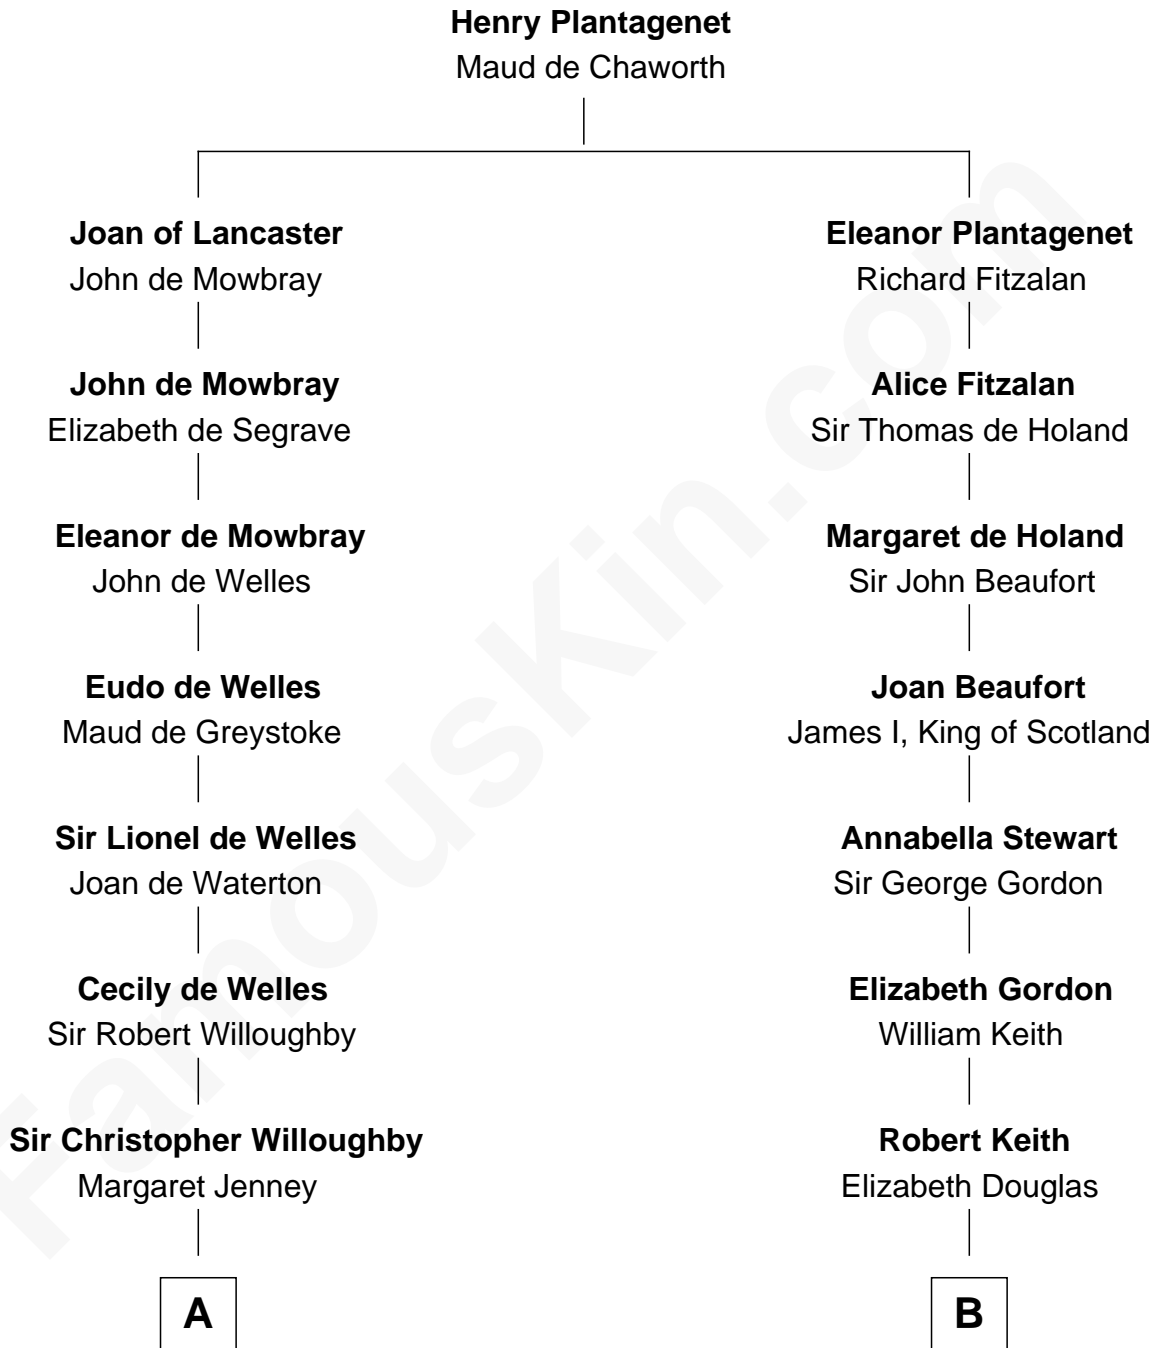 Henry Plantagenet
Maud de Chaworth
Joan of Lancaster
John de Mowbray
Eleanor Plantagenet
Richard Fitzalan
John de Mowbray
Elizabeth de Segrave
Alice Fitzalan
Sir Thomas de Holand
Eleanor de Mowbray
John de Welles
Margaret de Holand
Sir John Beaufort
Eudo de Welles
Maud de Greystoke
Joan Beaufort
James I, King of Scotland
Sir Lionel de Welles
Joan de Waterton
Annabella Stewart
Sir George Gordon
Cecily de Welles
Sir Robert Willoughby
Elizabeth Gordon
William Keith
Sir Christopher Willoughby
Margaret Jenney
Robert Keith
Elizabeth Douglas
A
B
FamousKin.com